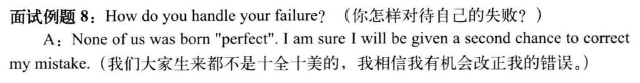 面试例题 8：How do you handle your failure? （你怎样对待自己的失败？）
A：None of us was born "perfect". I am sure I will be given a second chance to correct
my mistake.（我们大家生来都不是十全十美的，我相信我有机会改正我的错误。）